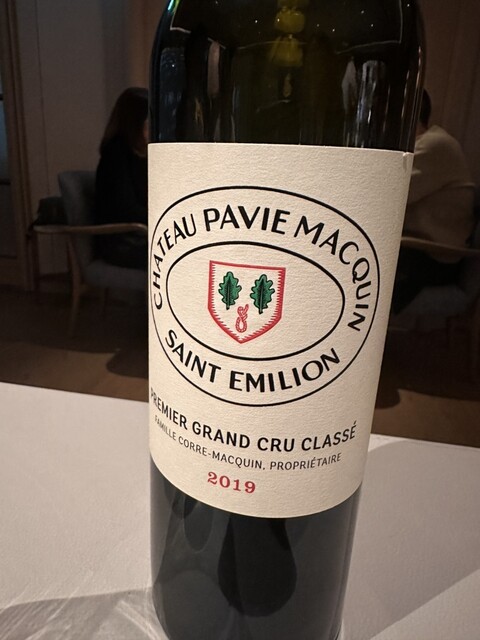 CHATEAU PAVIE MACQUIN
SAINT EMILION
PREMIER GRAND CRU CLASSÉ
FAMILLE CORRE-MACQUIN, PROPRIÉTAIRE
2019